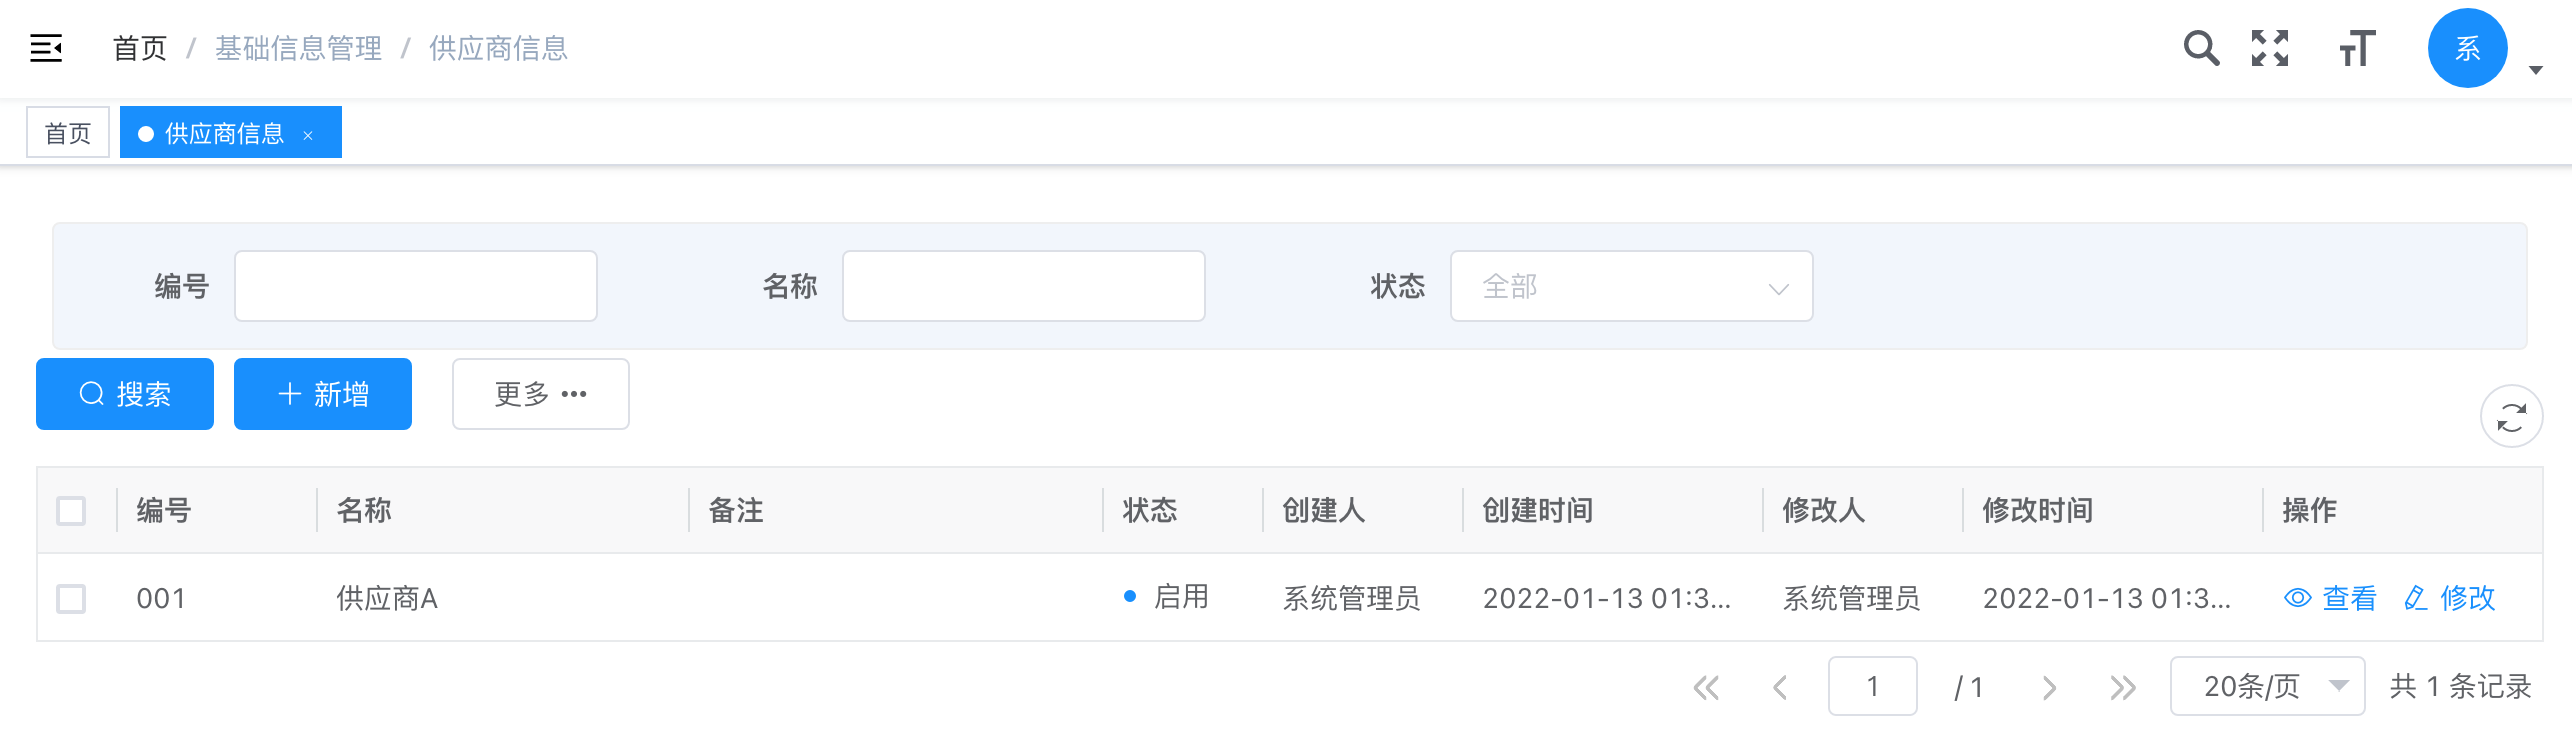 首页 / 基础信息管理 / 供应商信息
系
首页
供应商信息 ×
编号
名称
状态 全部
搜索
新增
更多 •••
编号 名称 备注 状态 创建人 创建时间 修改人 修改时间 操作
001 供应商A 启用 系统管理员 2022-01-13 01:3... 系统管理员 2022-01-13 01:3... 查看 修改
1 / 1 20条/页 共 1 条记录